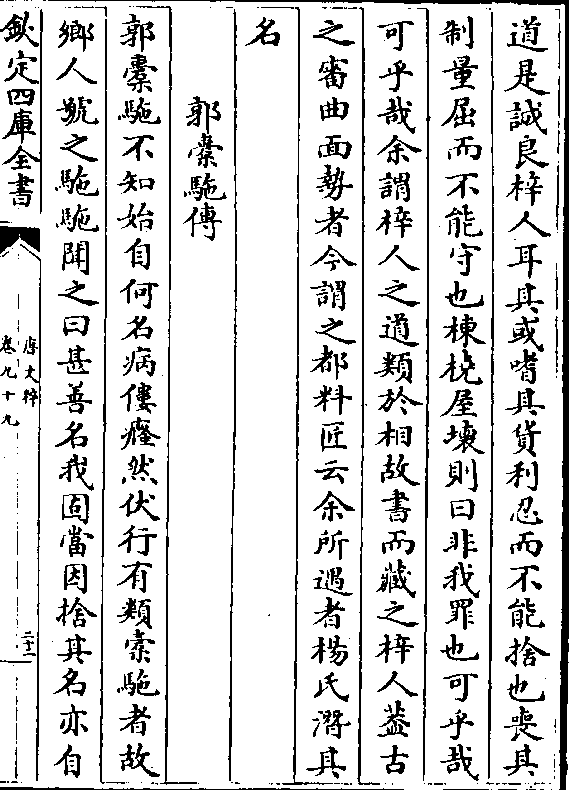 道是誠良梓人耳其或嗜其貨利忍而不能捨也喪其
制量屈而不能守也棟橈屋壞則曰非我罪也可乎哉
可乎哉余謂梓人之道類於相故書而藏之梓人葢古
之審曲面勢者今謂之都料匠云余所遇者楊氏潛其
名
郭橐駞傳
郭橐駞不知始自何名病僂癃然伏行有類橐駞者故
鄉人號之駞駞聞之曰甚善名我固當因捨其名亦自
欽定四庫全書
唐文粹
卷九十九
二十二